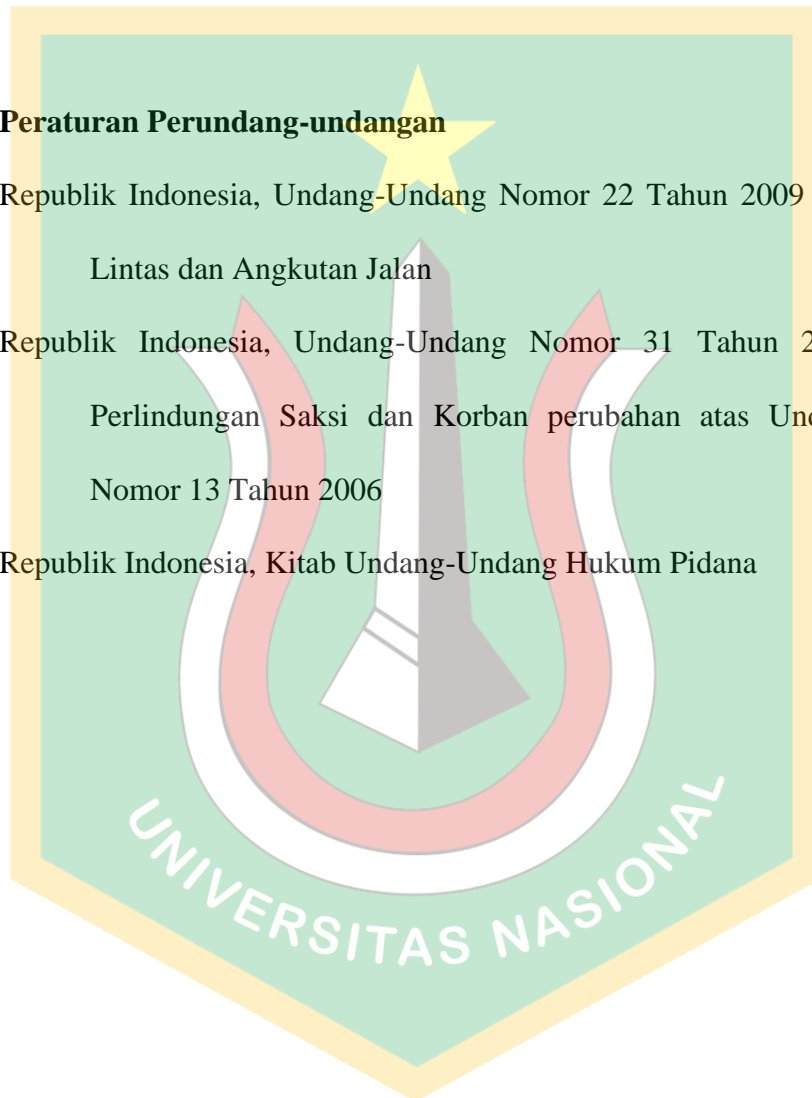 Peraturan Perundang-undangan
Republik Indonesia, Undang-Undang Nomor 22 Tahun 2009
Lintas dan Angkutan Jalan
Republik Indonesia, Undang-Undang Nomor 31 Tahun
Perlindungan Saksi dan Korban perubahan atas
Nomor 13 Tahun 2006
Republik Indonesia, Kitab Undang-Undang Hukum Pidana
UNIVERSITAS NASIONAL